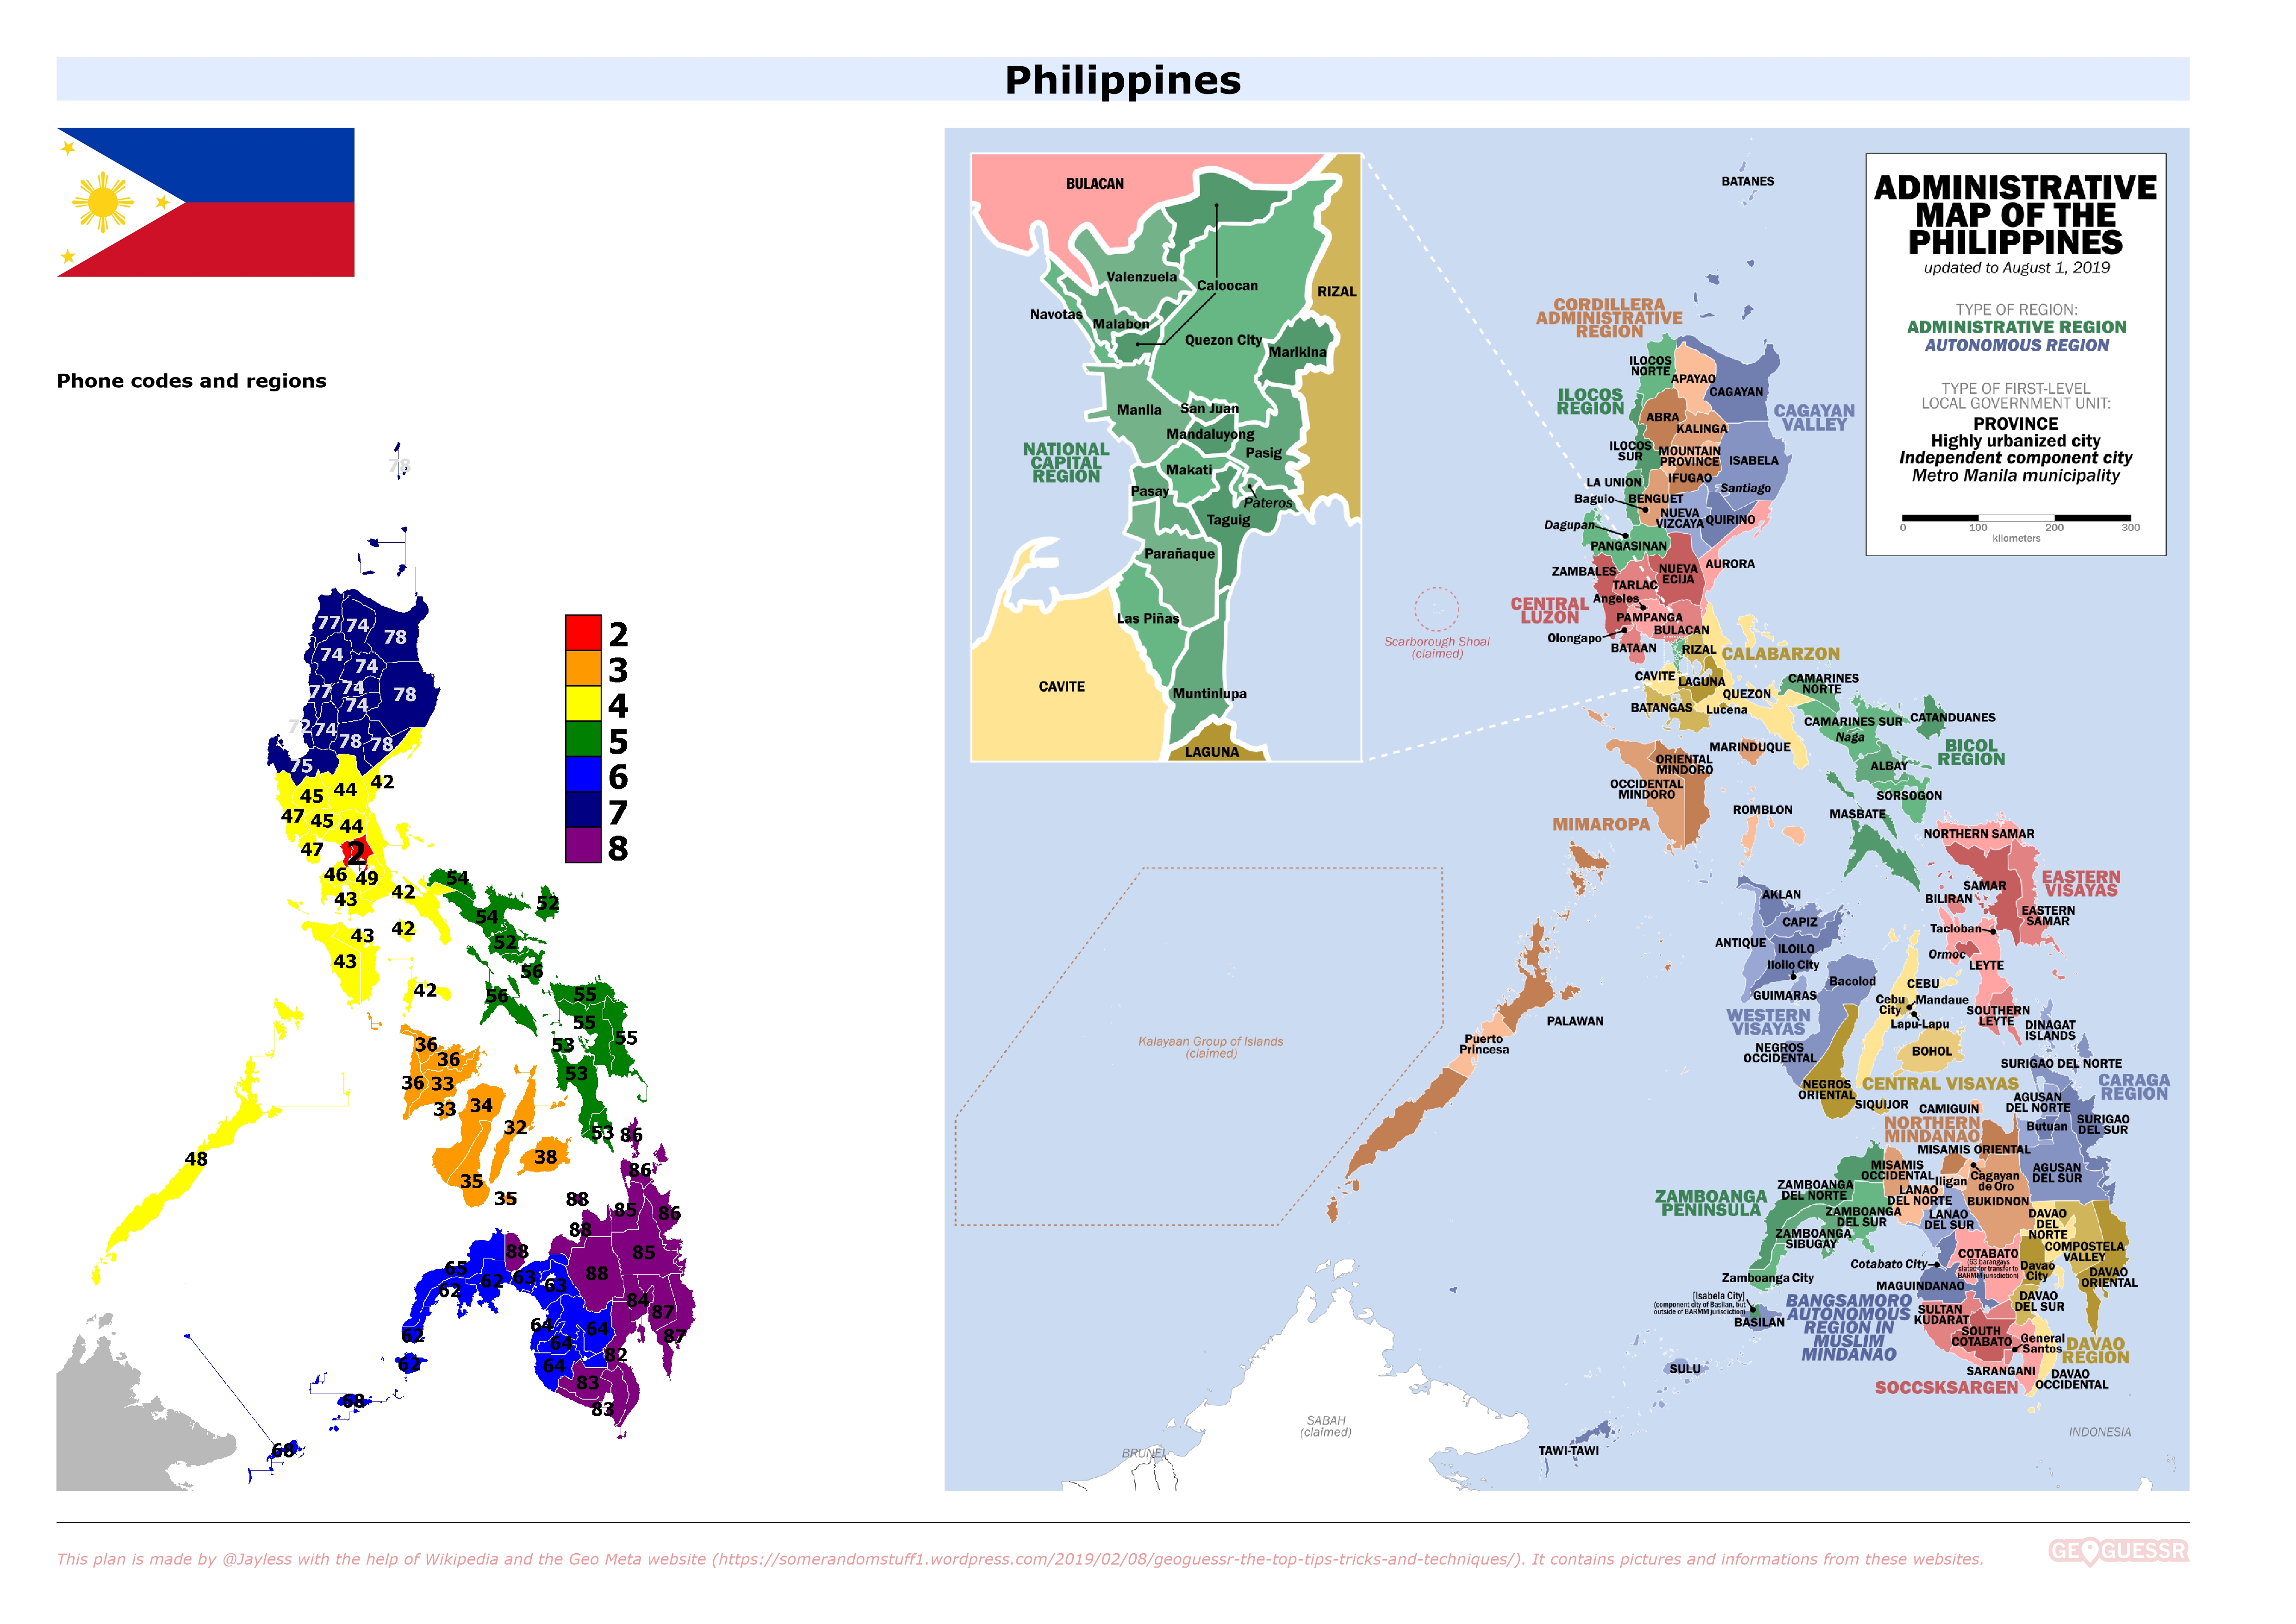 Philippines
Phone codes and regions
78
77
74
78
74
74
77
74
78
74
72
74
78
78
75
42
44
45
47
45
44
47
2
46
49
43
42
43
42
43
42
48
54
52
54
52
56
56
55
55
55
53
53
53
36
36
36
33
33
34
32
38
35
35
86
86
88
85
86
88
88
85
88
65
62
63
63
62
84
87
62
64
64
87
64
82
62
64
83
68
83
68
2
3
4
5
6
7
8
BULACAN
Valenzuela
Caloocan
RIZAL
Navotas
Malabon
Quezon City
Marikina
Manila
San Juan
Mandaluyong
Pasig
NATIONAL
CAPITAL
REGION
Makati
Pasay
Pateros
Taguig
Parañaque
Las Piñas
CAVITE
Muntinlupa
LAGUNA
ADMINISTRATIVE
MAP OF THE
PHILIPPINES
updated to August 1, 2019
TYPE OF REGION:
ADMINISTRATIVE REGION
AUTONOMOUS REGION
TYPE OF FIRST-LEVEL
LOCAL GOVERNMENT UNIT:
PROVINCE
Highly urbanized city
Independent component city
Metro Manila municipality
0 100 200 300
kilometers
BATANES
CORDILLERA
ADMINISTRATIVE
REGION
ILOCOS
NORTE
APAYAO
CAGAYAN
ILOCOS
REGION
CAGAYAN
VALLEY
ABRA
KALINGA
ILOCOS
SUR
MOUNTAIN
PROVINCE
ISABELA
IFUGAO
LA UNION
Santiago
Baguio
BENGUET
NUEVA
VIZCAYA
QUIRINO
Dagupan
PANGASINAN
AURORA
ZAMBALES
NUEVA
ECIJA
TARLAC
Angeles
CENTRAL
LUZON
PAMPANGA
BULACAN
Olongapo
BATAAN
RIZAL
CALABARZON
Scarborough Shoal
(claimed)
CAVITE
LAGUNA
QUEZON
BATANGAS
Lucena
CAMARINES
NORTE
CAMARINES SUR
CATANDUANES
Naga
BICOL
REGION
ALBAY
SORSOGON
MASBATE
MARINDUQUE
ORIENTAL
MINDORO
OCCIDENTAL
MINDORO
ROMBLON
MIMAROPA
NORTHERN SAMAR
EASTERN
VISAYAS
SAMAR
BILIRAN
EASTERN
SAMAR
Tacloban
Ormoc
LEYTE
SOUTHERN
LEYTE
AKLAN
CAPIZ
ANTIQUE
ILOILO
Iloilo City
Bacolod
GUIMARAS
WESTERN
VISAYAS
NEGROS
OCCIDENTAL
CEBU
Cebu
City
Mandaue
Lapu-Lapu
BOHOL
NEGROS
ORIENTAL
CENTRAL VISAYAS
SIQUIJOR
PALAWAN
Puerto
Princesa
Kalayaan Group of Islands
(claimed)
DINAGAT
ISLANDS
SURIGAO DEL NORTE
CARAGA
REGION
AGUSAN
DEL NORTE
SURIGAO
DEL SUR
Butuan
AGUSAN
DEL SUR
CAMIGUIN
NORTHERN
MINDANAO
MISAMIS ORIENTAL
MISAMIS
OCCIDENTAL
Iligan
Cagayan
de Oro
LANAO
DEL NORTE
BUKIDNON
ZAMBOANGA
PENINSULA
ZAMBOANGA
DEL NORTE
ZAMBOANGA
DEL SUR
ZAMBOANGA
SIBUGAY
Zamboanga City
LANAO
DEL SUR
DAVAO
DEL
NORTE
COMPOSTELA
VALLEY
Cotabato City
COTABATO
(63 barangays
slated for transfer to
BARMM jurisdiction)
Davao
City
DAVAO
ORIENTAL
MAGUINDANAO
[Isabela City]
(component city of Basilan, but
outside of BARMM jurisdiction)
BASILAN
BANGSAMORO
AUTONOMOUS
REGION IN
MUSLIM
MINDANAO
SULTAN
KUDARAT
DAVAO
DEL SUR
SOUTH
COTABATO
General
Santos
DAVAO
REGION
SARANGANI
DAVAO
OCCIDENTAL
SOCCSKSARGEN
SULU
TAWI-TAWI
SABAH
(claimed)
BRUNEI
INDONESIA
This plan is made by @Jayless with the help of Wikipedia and the Geo Meta website (https://somerandomstuff1.wordpress.com/2019/02/08/geoguessr-the-top-tips-tricks-and-techniques/). It contains pictures and informations from these websites.
GEOGUESSR